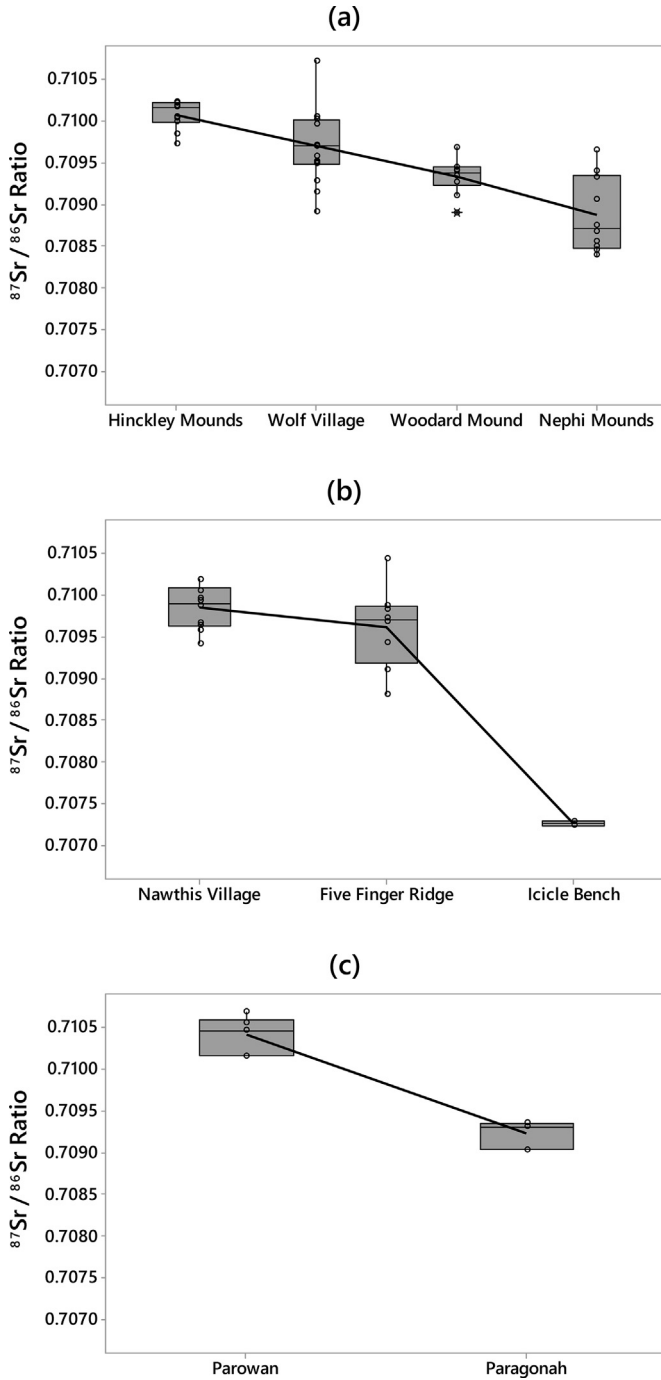 (a)
⁸⁷Sr / ⁸⁶Sr Ratio
0.7105
0.7100
0.7095
0.7090
0.7085
0.7080
0.7075
0.7070
Hinckley Mounds Wolf Village Woodard Mound Nephi Mounds
(b)
⁸⁷Sr / ⁸⁶Sr Ratio
0.7105
0.7100
0.7095
0.7090
0.7085
0.7080
0.7075
0.7070
Nawthis Village Five Finger Ridge Icicle Bench
(c)
⁸⁷Sr / ⁸⁶Sr Ratio
0.7105
0.7100
0.7095
0.7090
0.7085
0.7080
0.7075
0.7070
Parowan Paragonah